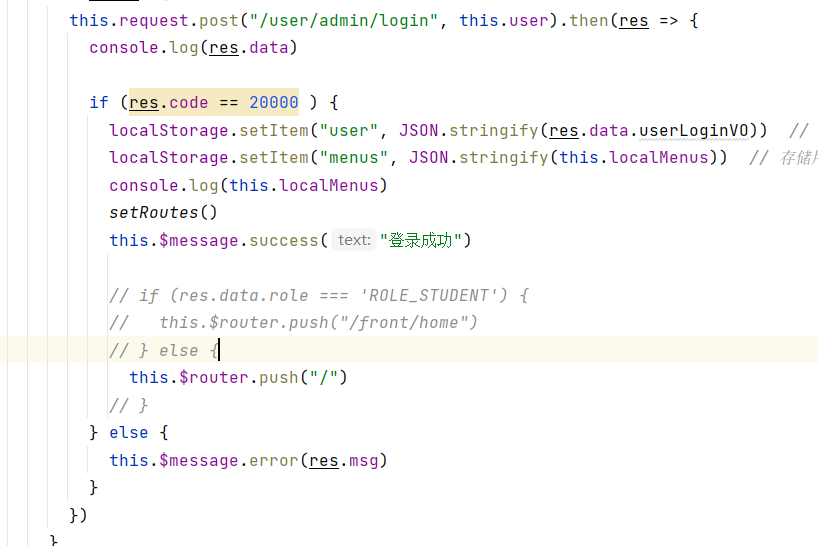 this.request.post("/user/admin/login", this.user).then(res => {
console.log(res.data)
if (res.code == 20000 ) {
localStorage.setItem("user", JSON.stringify(res.data.userLoginVO)) //
localStorage.setItem("menus", JSON.stringify(this.localMenus)) // 存储
console.log(this.localMenus)
setRoutes()
this.$message.success( text: "登录成功")
// if (res.data.role === 'ROLE_STUDENT') {
// this.$router.push("/front/home")
// } else {
this.$router.push("/")
// }
} else {
this.$message.error(res.msg)
}
})
}